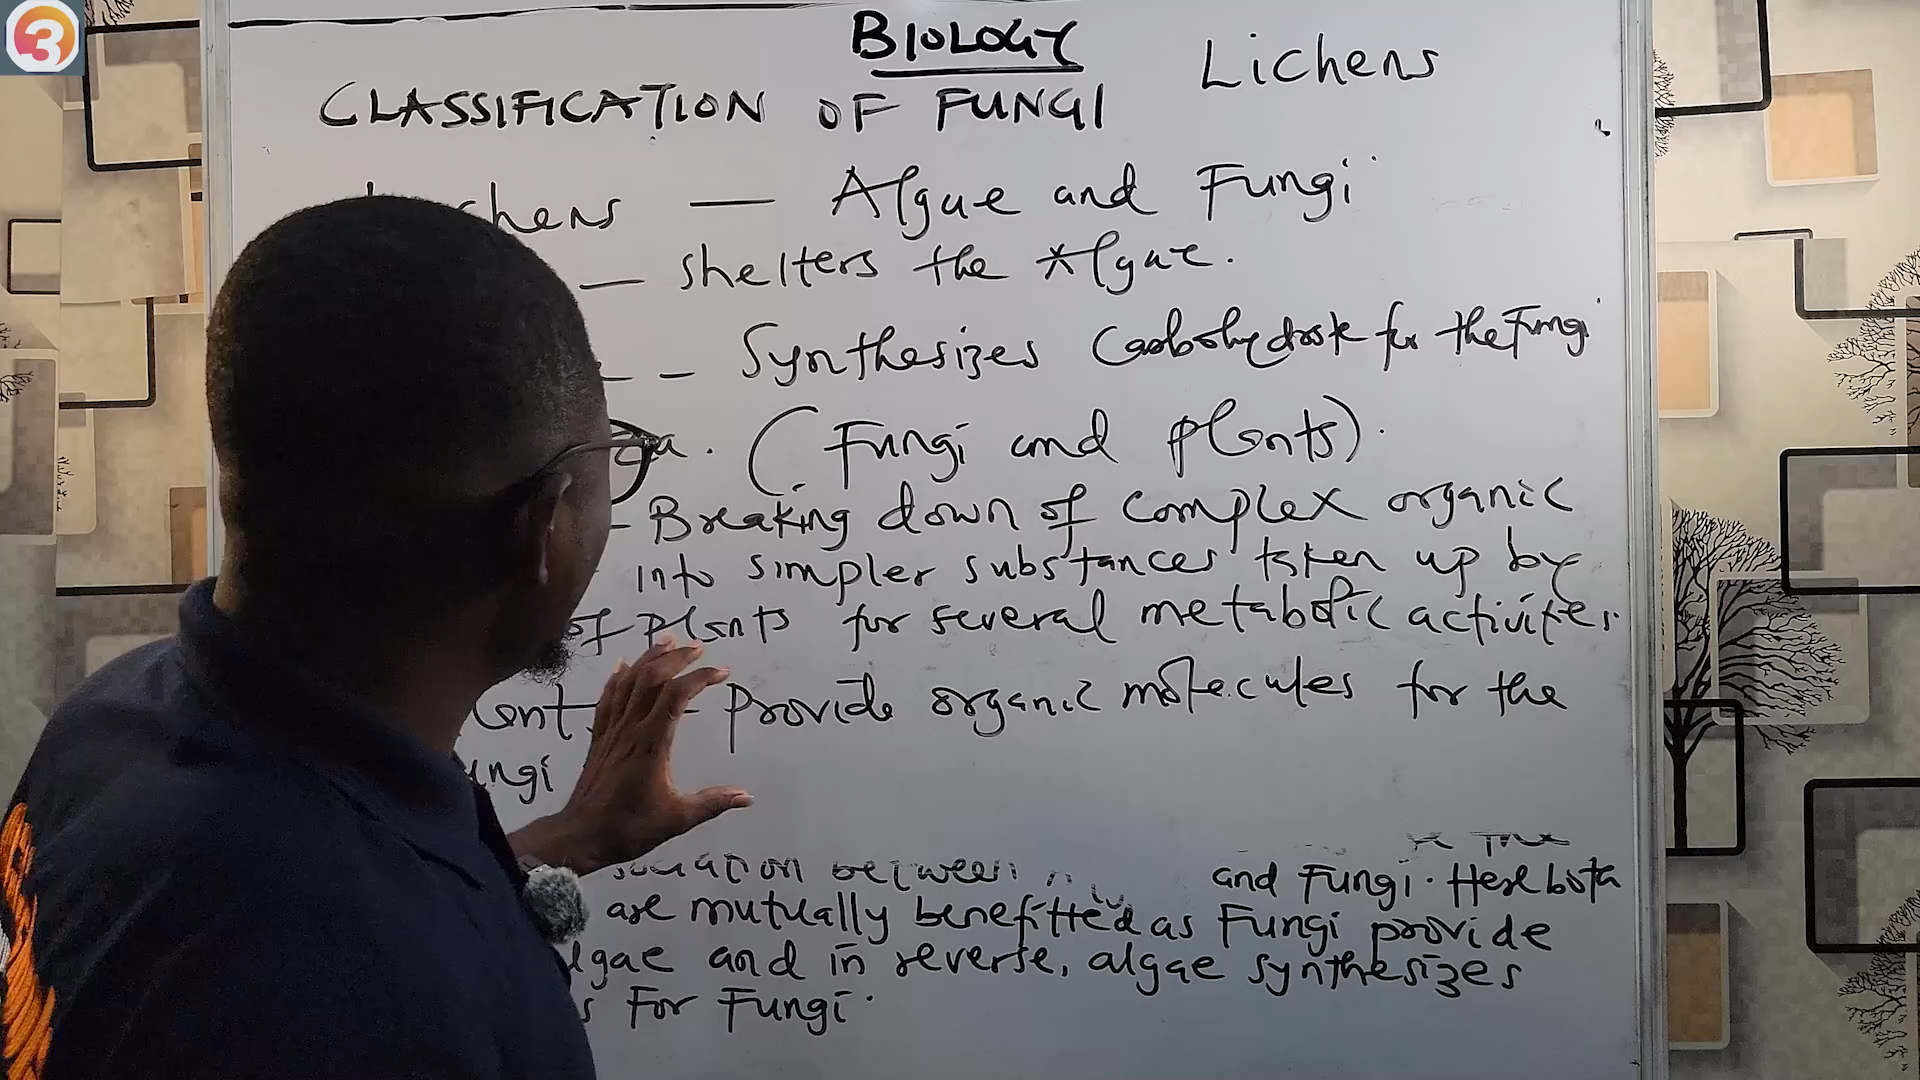 3
BIOLOGY
Lichens
CLASSIFICATION OF FUNGI
chens — Algae and Fungi
— shelters the Algae.
- - Synthesizes Carbohydrate for the Fungi
(Fungi and plants).
- Breaking down of complex organic
into simpler substances taken up by
of plants for several metabolic activities.
- provide organic molecules for the
ungi
between and Fungi. Here both
are mutually benefitted as Fungi provide
lgae and in reverse, algae synthesizes
s For Fungi.